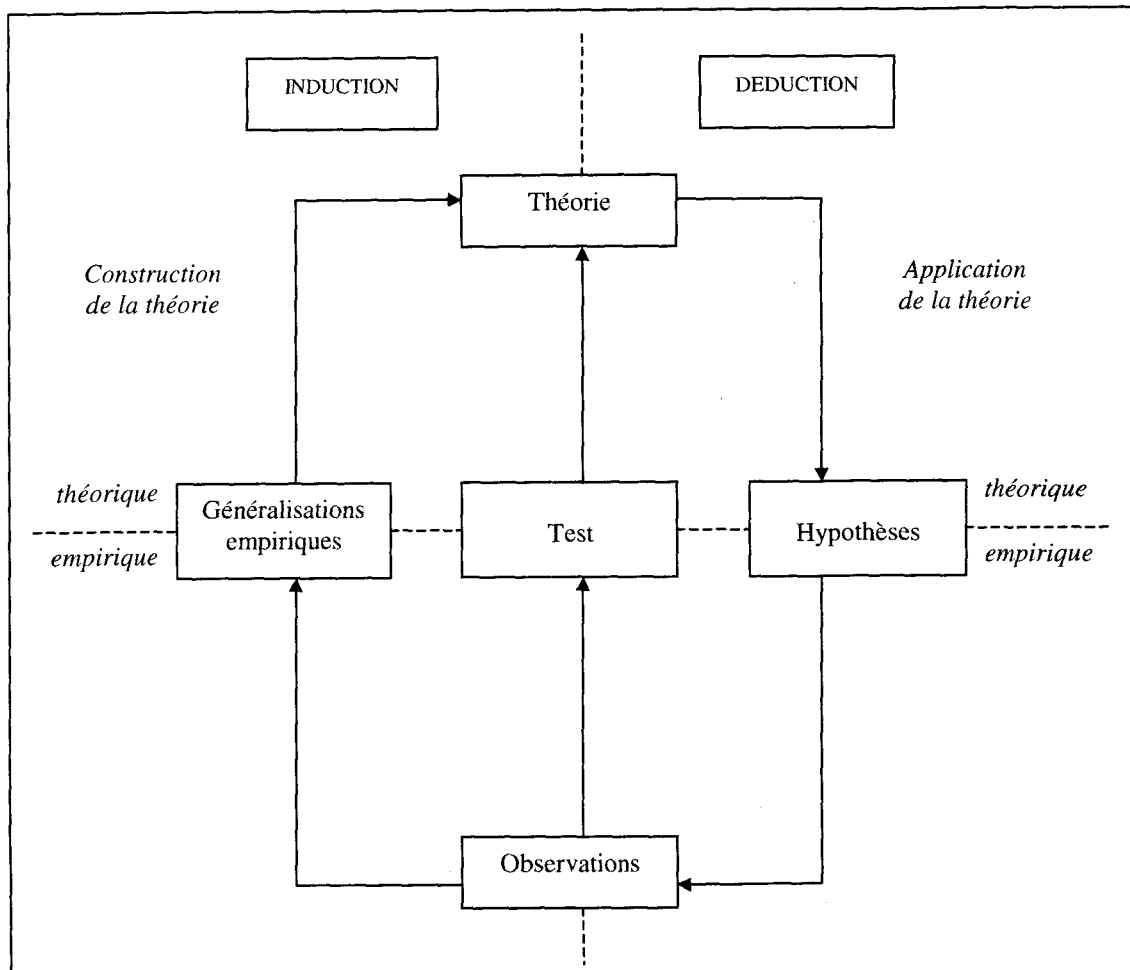 INDUCTION
DEDUCTION
Théorie
Construction
de la théorie
Application
de la théorie
théorique
empirique
Généralisations
empiriques
Test
Hypothèses
théorique
empirique
Observations